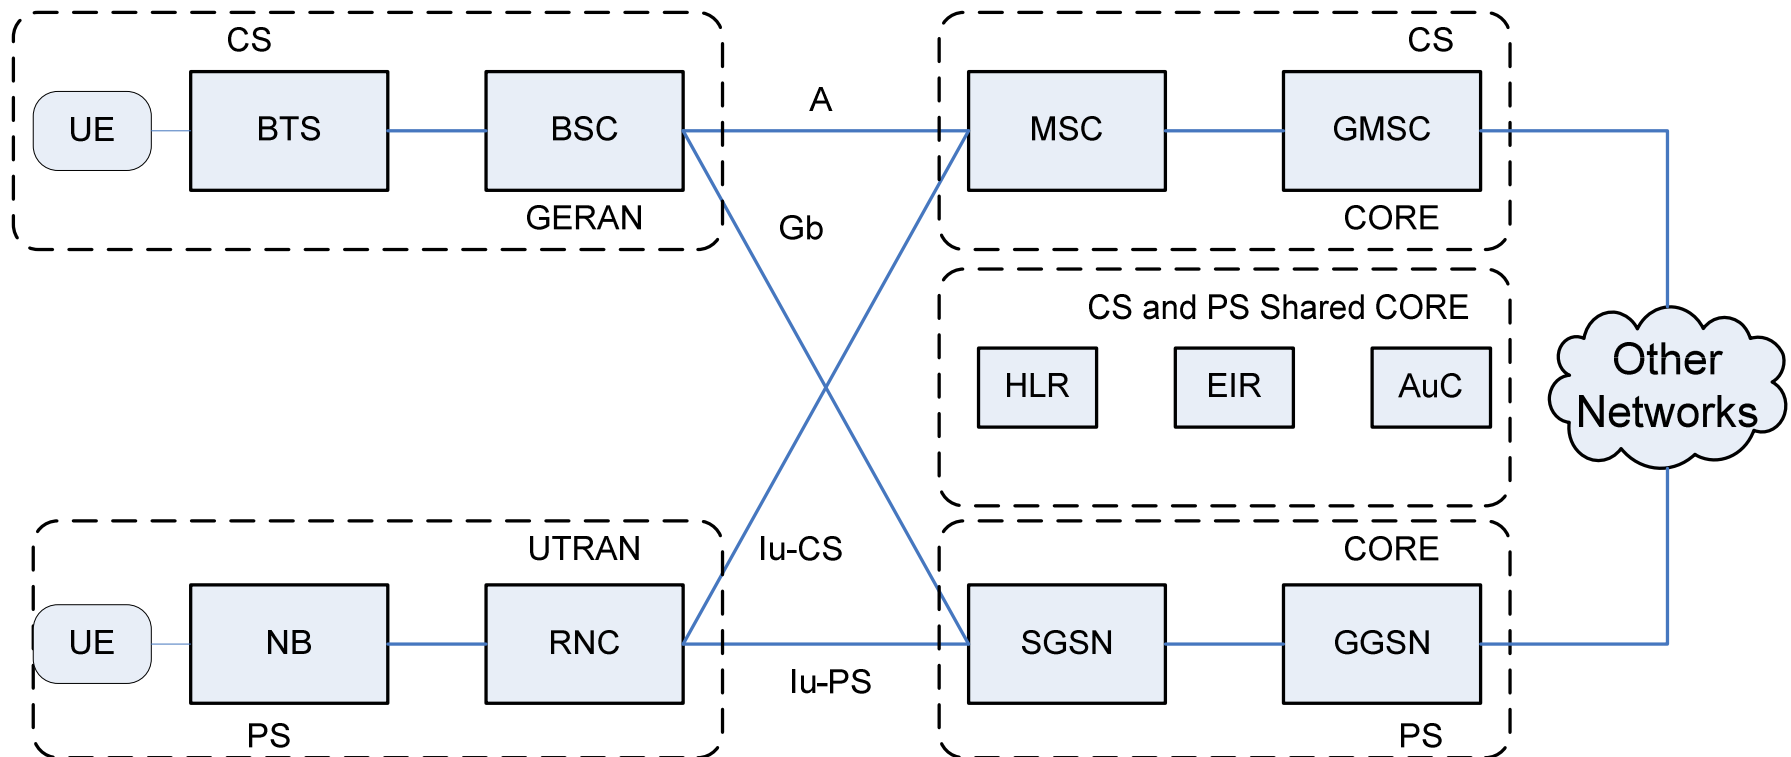 CS
UE
BTS
BSC
GERAN
A
Gb
CS
MSC
GMSC
CORE
CS and PS Shared CORE
HLR
EIR
AuC
Other
Networks
UTRAN
UE
NB
RNC
PS
Iu-CS
Iu-PS
CORE
SGSN
GGSN
PS